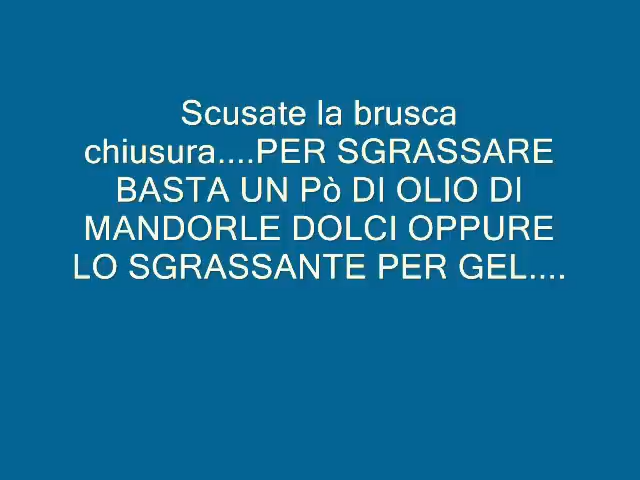 Scusate la brusca
chiusura....PER SGRASSARE
BASTA UN Pò DI OLIO DI
MANDORLE DOLCI OPPURE
LO SGRASSANTE PER GEL....